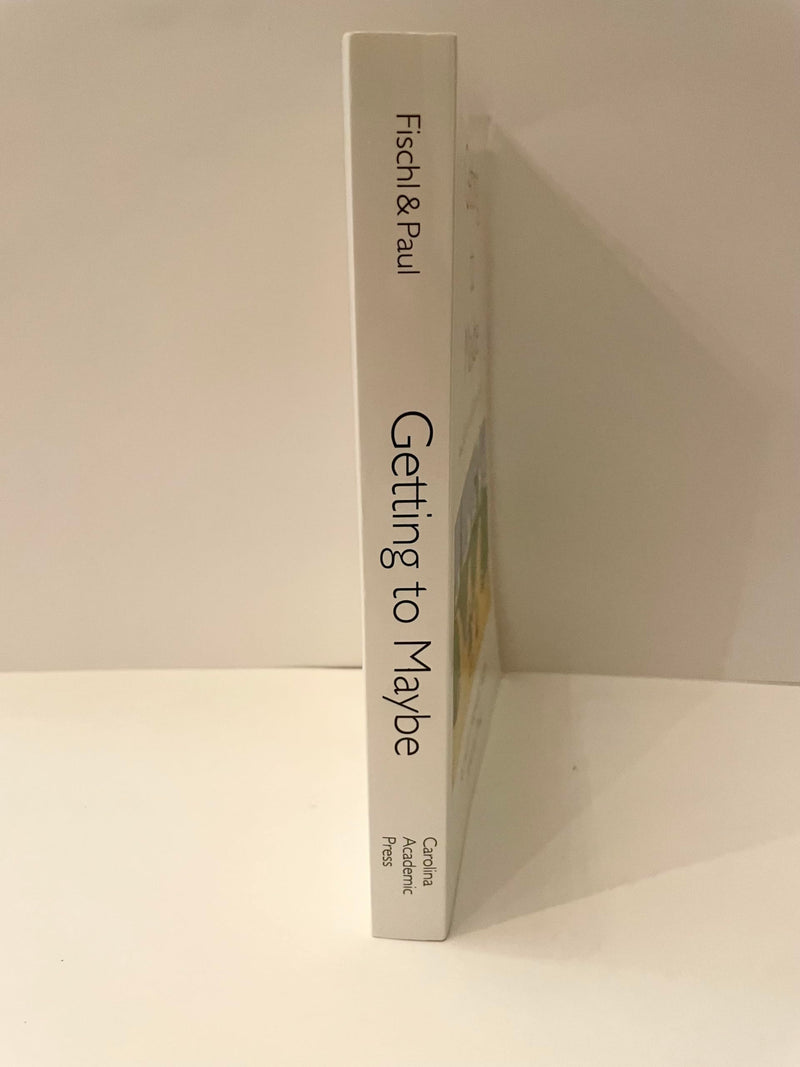 Fischl & Paul
Getting to Maybe
Carolina
Academic
Press